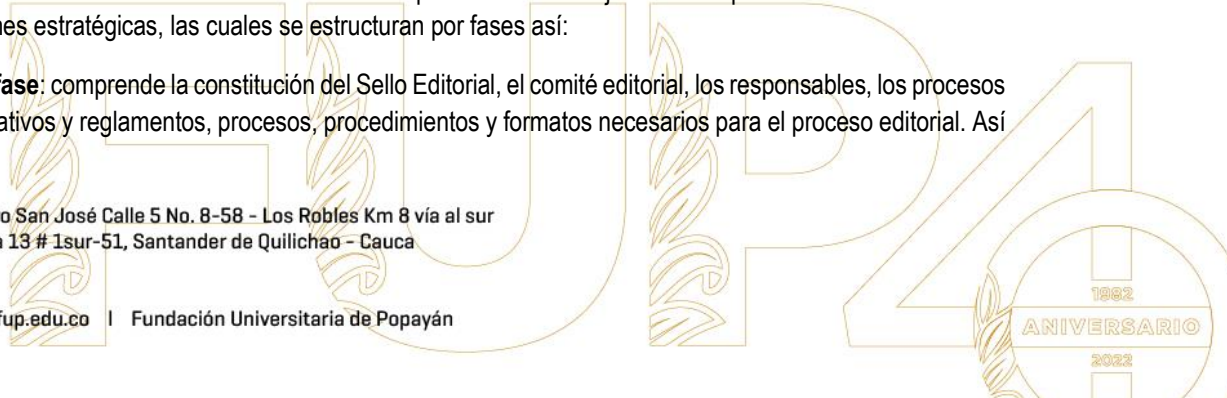 nes estratégicas, las cuales se estructuran por fases así:
fase: comprende la constitución del Sello Editorial, el comité editorial, los responsables, los procesos
ativos y reglamentos, procesos, procedimientos y formatos necesarios para el proceso editorial. Así
o San José Calle 5 No. 8-58 - Los Robles Km 8 vía al sur
13 # 1sur-51, Santander de Quilichao - Cauca
fup.edu.co | Fundación Universitaria de Popayán
FUP4
1982
ANIVERSARIO
2022